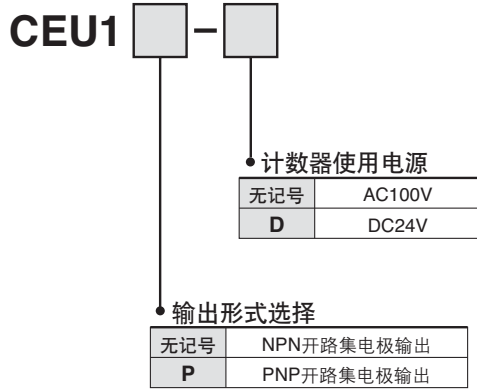 CEU1 –
计数器使用电源
无记号 AC100V
D DC24V
输出形式选择
无记号 NPN开路集电极输出
P PNP开路集电极输出